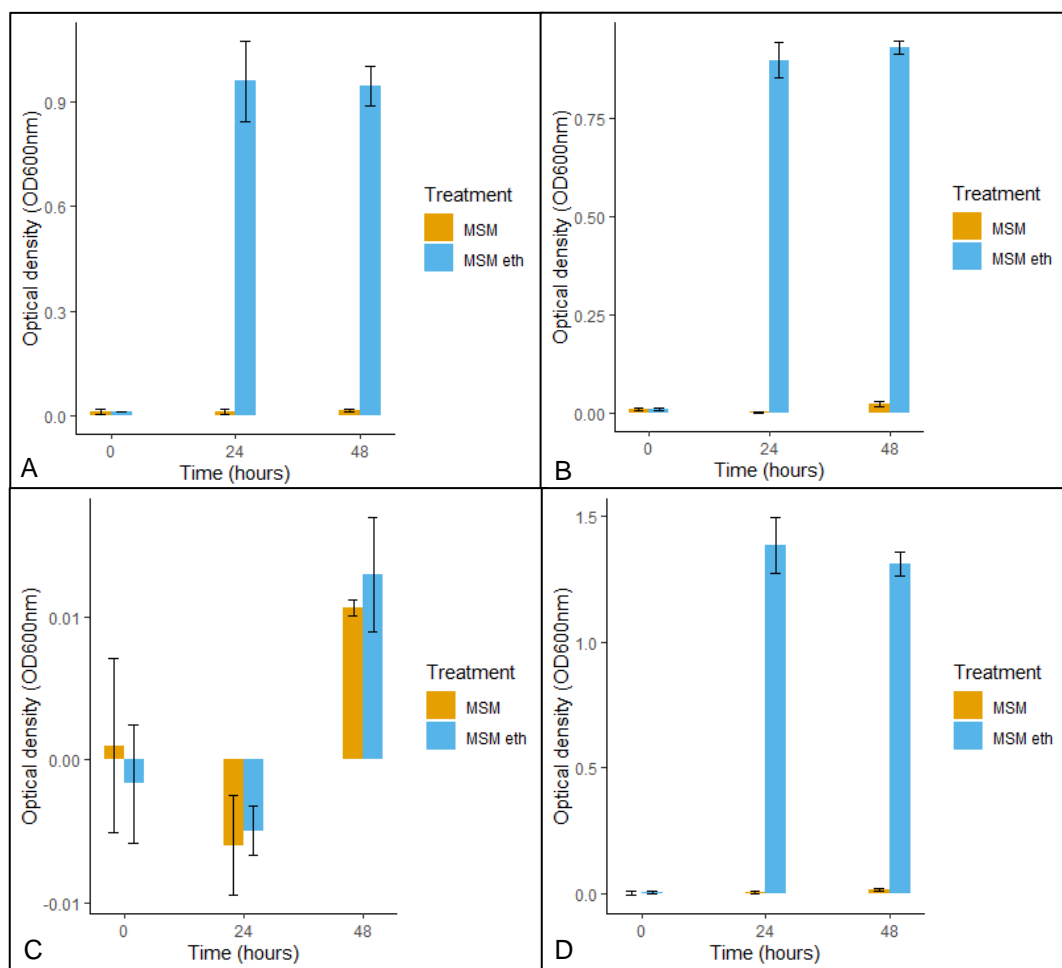 Optical density (OD600nm)
0.9
0.6
0.3
0.0
0
24
48
Time (hours)
Treatment
MSM
MSM eth
A
Optical density (OD600nm)
0.75
0.50
0.25
0.00
0
24
48
Time (hours)
Treatment
MSM
MSM eth
B
Optical density (OD600nm)
0.01
0.00
-0.01
0
24
48
Time (hours)
Treatment
MSM
MSM eth
C
Optical density (OD600nm)
1.5
1.0
0.5
0.0
0
24
48
Time (hours)
Treatment
MSM
MSM eth
D